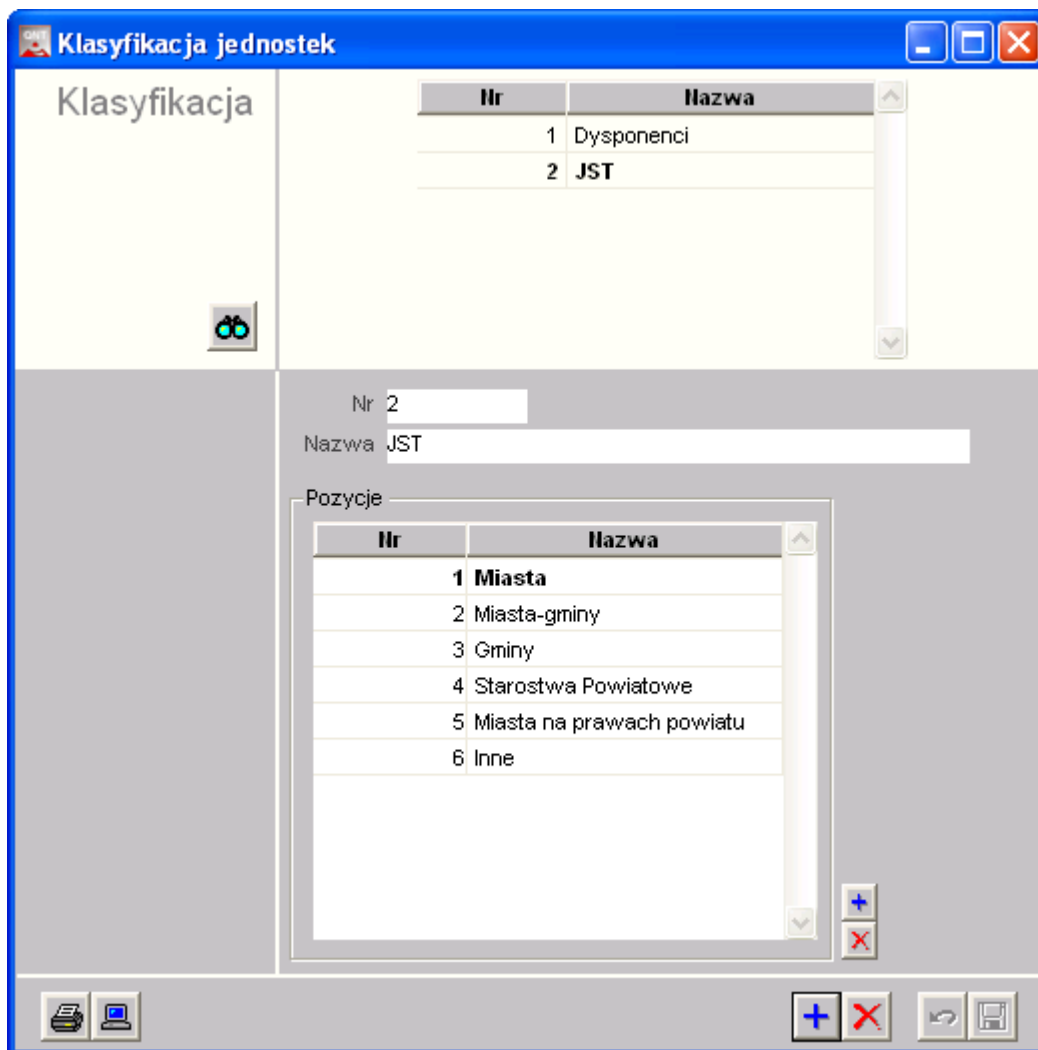 QNT
Klasyfikacja jednostek
Klasyfikacja
Nr Nazwa
1 Dysponenci
2 JST
Nr 2
Nazwa JST
Pozycje
Nr Nazwa
1 Miasta
2 Miasta-gminy
3 Gminy
4 Starostwa Powiatowe
5 Miasta na prawach powiatu
6 Inne